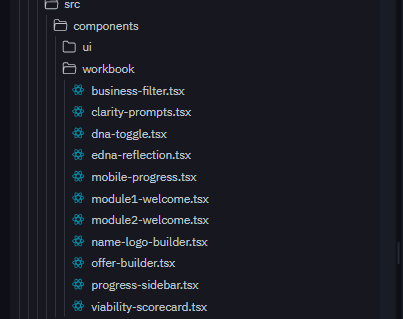 src
components
ui
workbook
business-filter.tsx
clarity-prompts.tsx
dna-toggle.tsx
edna-reflection.tsx
mobile-progress.tsx
module1-welcome.tsx
module2-welcome.tsx
name-logo-builder.tsx
offer-builder.tsx
progress-sidebar.tsx
viability-scorecard.tsx